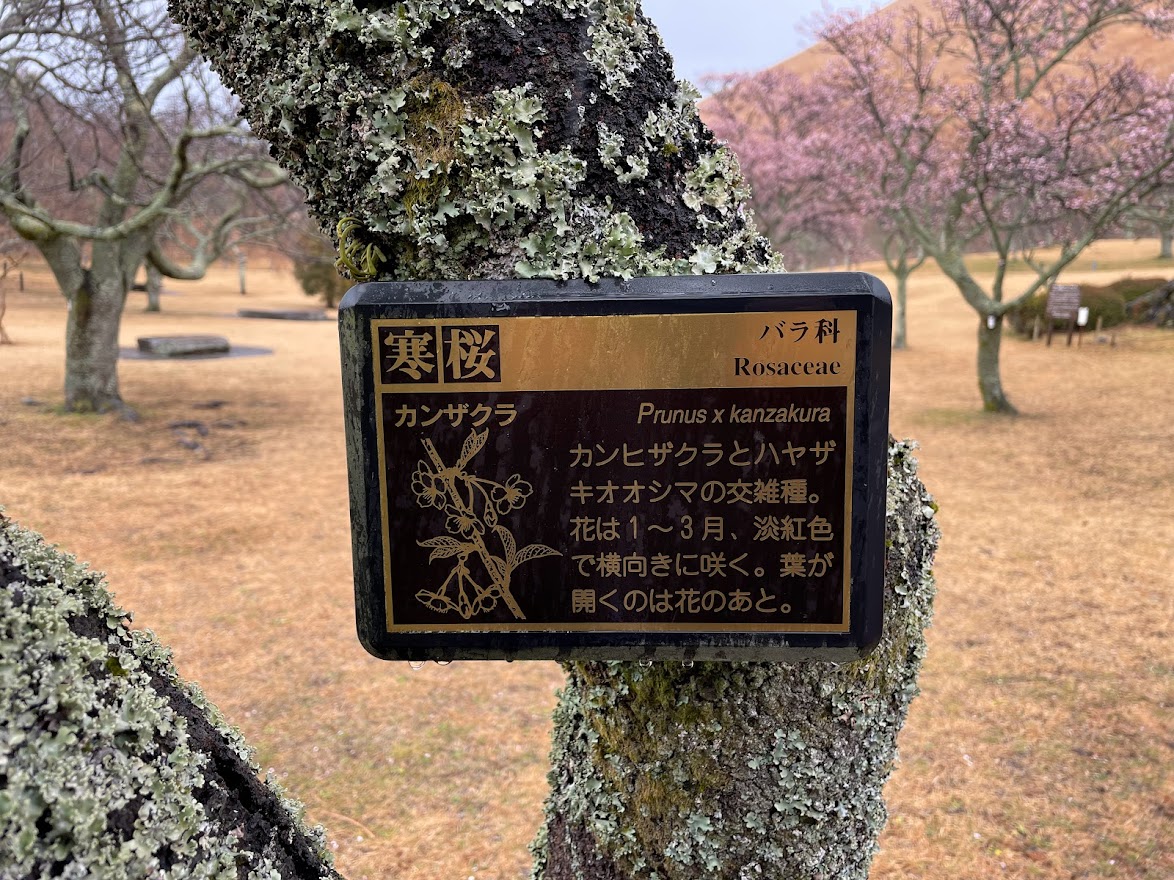 寒桜
バラ科
Rosaceae
カンザクラ
Prunus x kanzakura
カンヒザクラとハヤザ
キオオシマの交雑種。
花は1～3月、淡紅色
で横向きに咲く。葉が
開くのは花のあと。